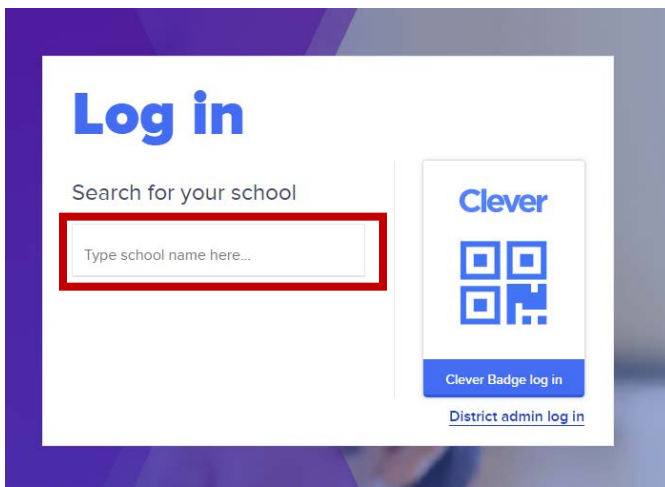 Log in
Search for your school
Type school name here...
Clever
Clever Badge log in
District admin log in